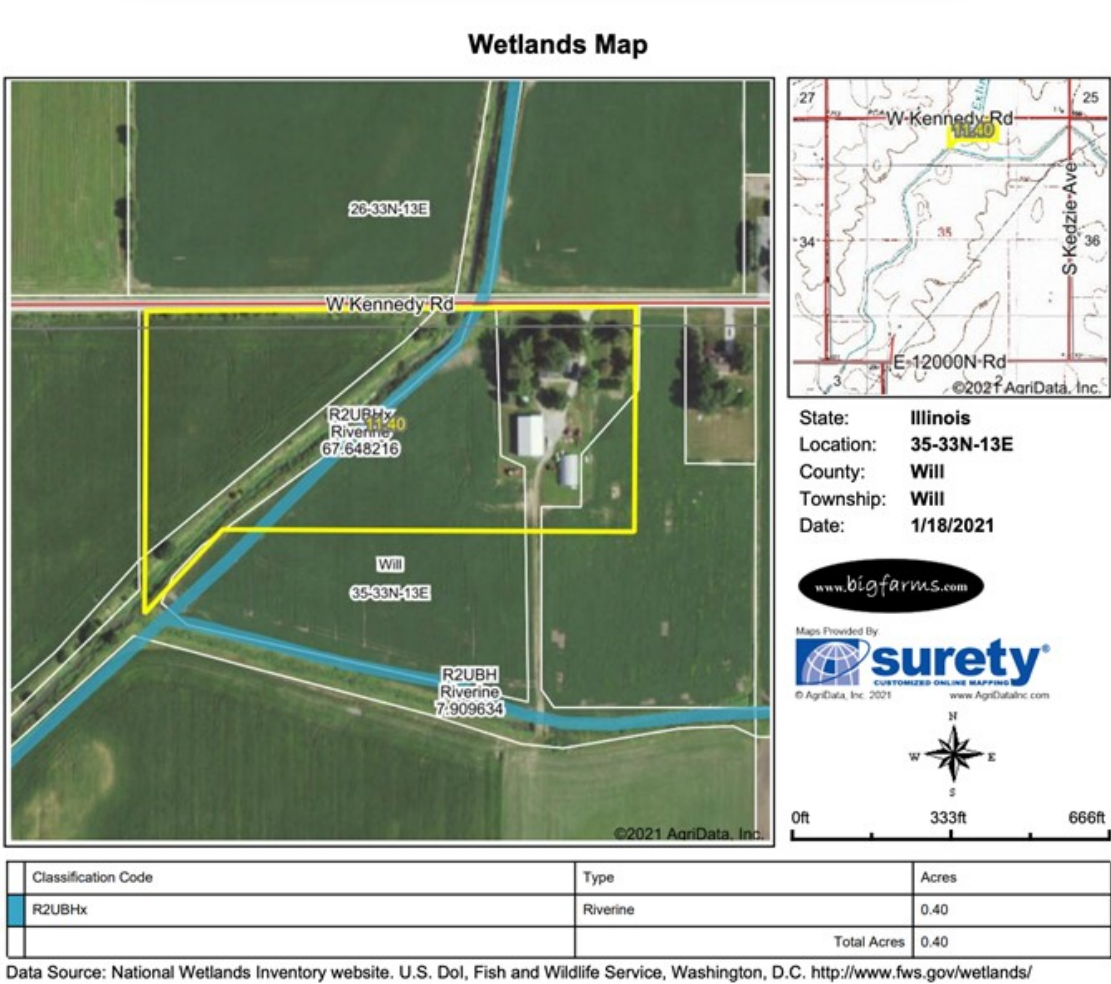 Wetlands Map
26-33N-13E
W Kennedy Rd
R2UBHx
11.40
Riverine
67.648216
Will
35-33N-13E
R2UBH
Riverine
7.909634
©2021 AgriData, Inc.
27
25
W Kennedy Rd
11.40
34
35
36
S Kedzie Ave
E 12000N Rd
3
2
©2021 AgriData, Inc.
State: Illinois
Location: 35-33N-13E
County: Will
Township: Will
Date: 1/18/2021
www.bigfarms.com
Maps Provided By:
surety®
CUSTOMIZED ONLINE MAPPING
© AgriData, Inc. 2021 www.AgriDataInc.com
N
W E
S
0ft 333ft 666ft
Classification Code Type Acres
R2UBHx Riverine 0.40
Total Acres 0.40
Data Source: National Wetlands Inventory website. U.S. DoI, Fish and Wildlife Service, Washington, D.C. http://www.fws.gov/wetlands/